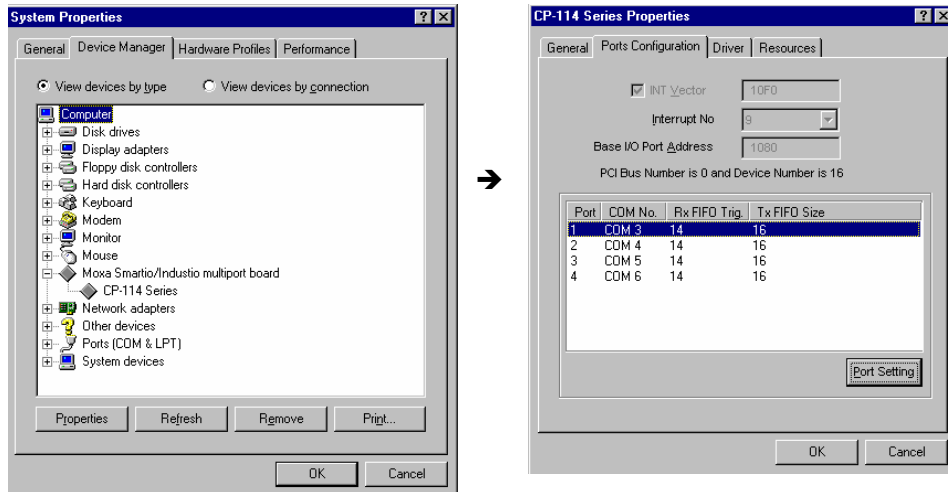 System Properties
General Device Manager Hardware Profiles Performance
View devices by type View devices by connection
Computer
Disk drives
Display adapters
Floppy disk controllers
Hard disk controllers
Keyboard
Modem
Monitor
Mouse
Moxa Smartio/Industio multiport board
CP-114 Series
Network adapters
Other devices
Ports (COM & LPT)
System devices
Properties Refresh Remove Print...
OK Cancel
CP-114 Series Properties
General Ports Configuration Driver Resources
INT Vector 10F0
Interrupt No 9
Base I/O Port Address 1080
PCI Bus Number is 0 and Device Number is 16
Port COM No. Rx FIFO Trig. Tx FIFO Size
1 COM 3 14 16
2 COM 4 14 16
3 COM 5 14 16
4 COM 6 14 16
Port Setting
OK Cancel